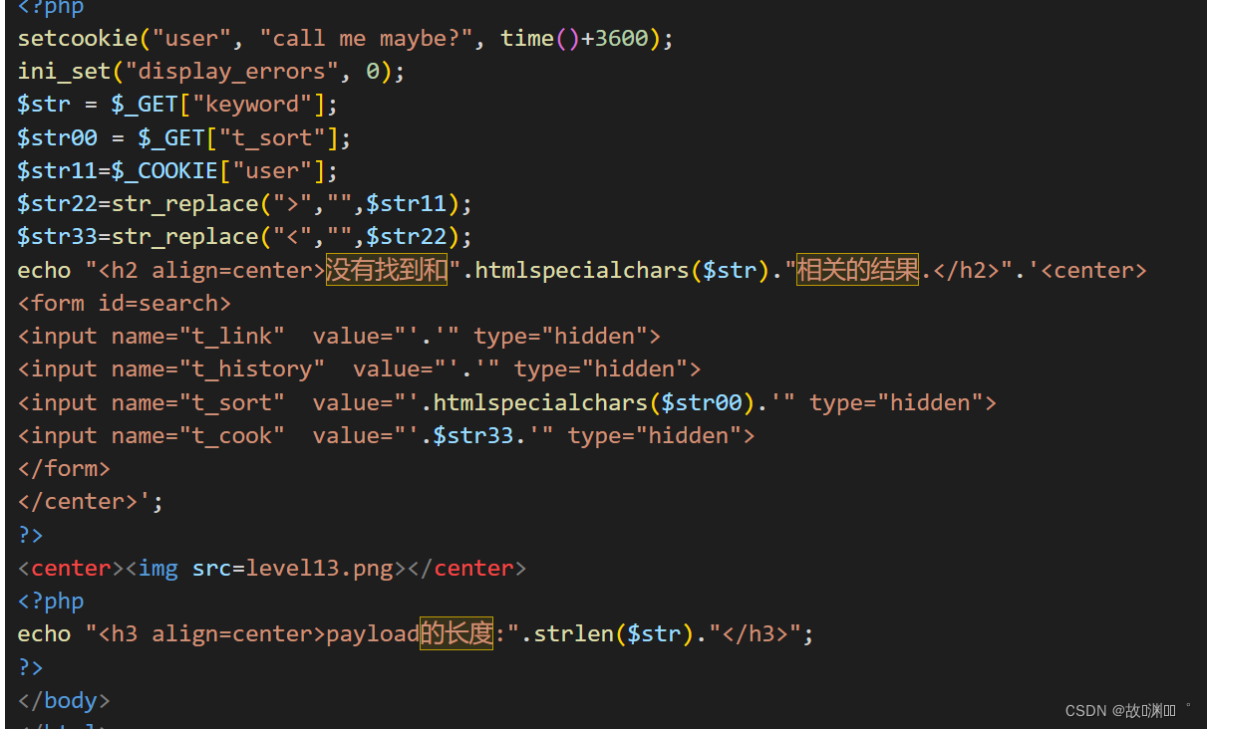 <?php
setcookie("user", "call me maybe?", time()+3600);
ini_set("display_errors", 0);
$str = $_GET["keyword"];
$str00 = $_GET["t_sort"];
$str11=$_COOKIE["user"];
$str22=str_replace(">","",$str11);
$str33=str_replace("<","",$str22);
echo "<h2 align=center>没有找到和".htmlspecialchars($str)."相关的结果.</h2>".'<center>
<form id=search>
<input name="t_link"  value="'.'" type="hidden">
<input name="t_history"  value="'.'" type="hidden">
<input name="t_sort"  value="'.htmlspecialchars($str00).'" type="hidden">
<input name="t_cook"  value="'.$str33.'" type="hidden">
</form>
</center>';
?>
<center><img src=level13.png></center>
<?php
echo "<h3 align=center>payload的长度:".strlen($str)."</h3>";
?>
</body>
CSDN @故渊゜